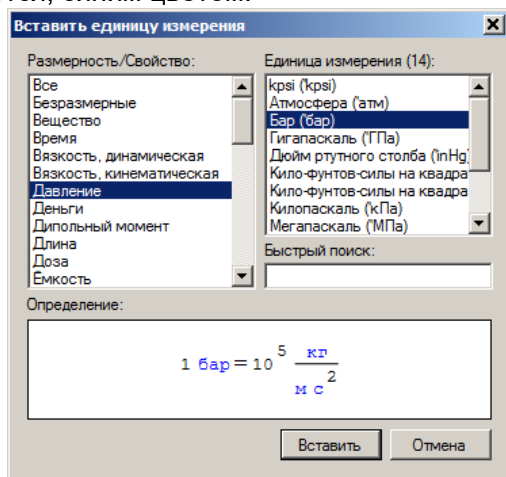 Вставить единицу измерения
Размерность/Свойство:
Единица измерения (14):
Все
Безразмерные
Вещество
Время
Вязкость, динамическая
Вязкость, кинематическая
Давление
Деньги
Дипольный момент
Длина
Доза
Ёмкость
kpsi ('kpsi)
Атмосфера ('атм)
Бар ('бар)
Гигапаскаль ('ГПа)
Дюйм ртутного столба ('inHg)
Кило-фунтов-силы на квадра
Кило-фунтов-силы на квадра
Килопаскаль ('кПа)
Мегапаскаль ('МПа)
Быстрый поиск:
Определение:
1 бар = 10^5 кг / (м с^2)
Вставить
Отмена